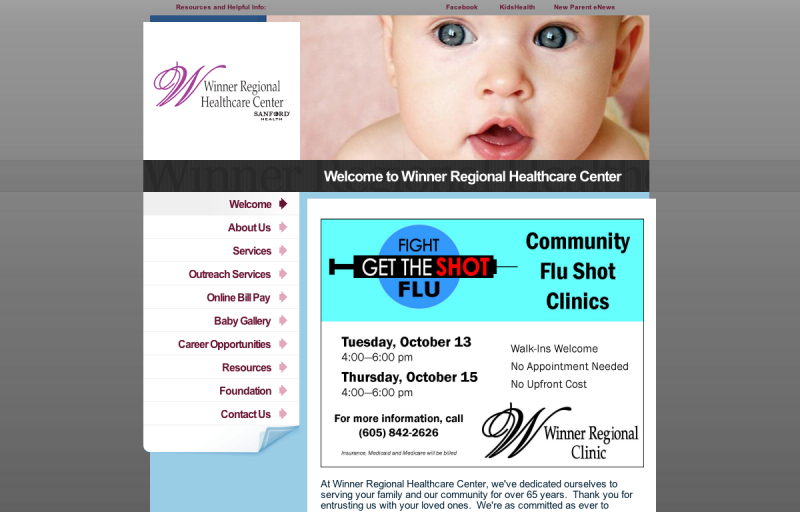 Resources and Helpful Info:
Facebook
KidsHealth
New Parent eNews
Winner Regional
Healthcare Center
SANFORD
HEALTH
Welcome to Winner Regional Healthcare Center
Welcome
About Us
Services
Outreach Services
Online Bill Pay
Baby Gallery
Career Opportunities
Resources
Foundation
Contact Us
FIGHT
GET THE SHOT
FLU
Community
Flu Shot
Clinics
Tuesday, October 13
4:00—6:00 pm
Thursday, October 15
4:00—6:00 pm
Walk-Ins Welcome
No Appointment Needed
No Upfront Cost
For more information, call
(605) 842-2626
Insurance, Medicaid and Medicare will be billed
Winner Regional
Clinic
At Winner Regional Healthcare Center, we've dedicated ourselves to
serving your family and our community for over 65 years.  Thank you for
entrusting us with your loved ones.  We're as committed as ever to